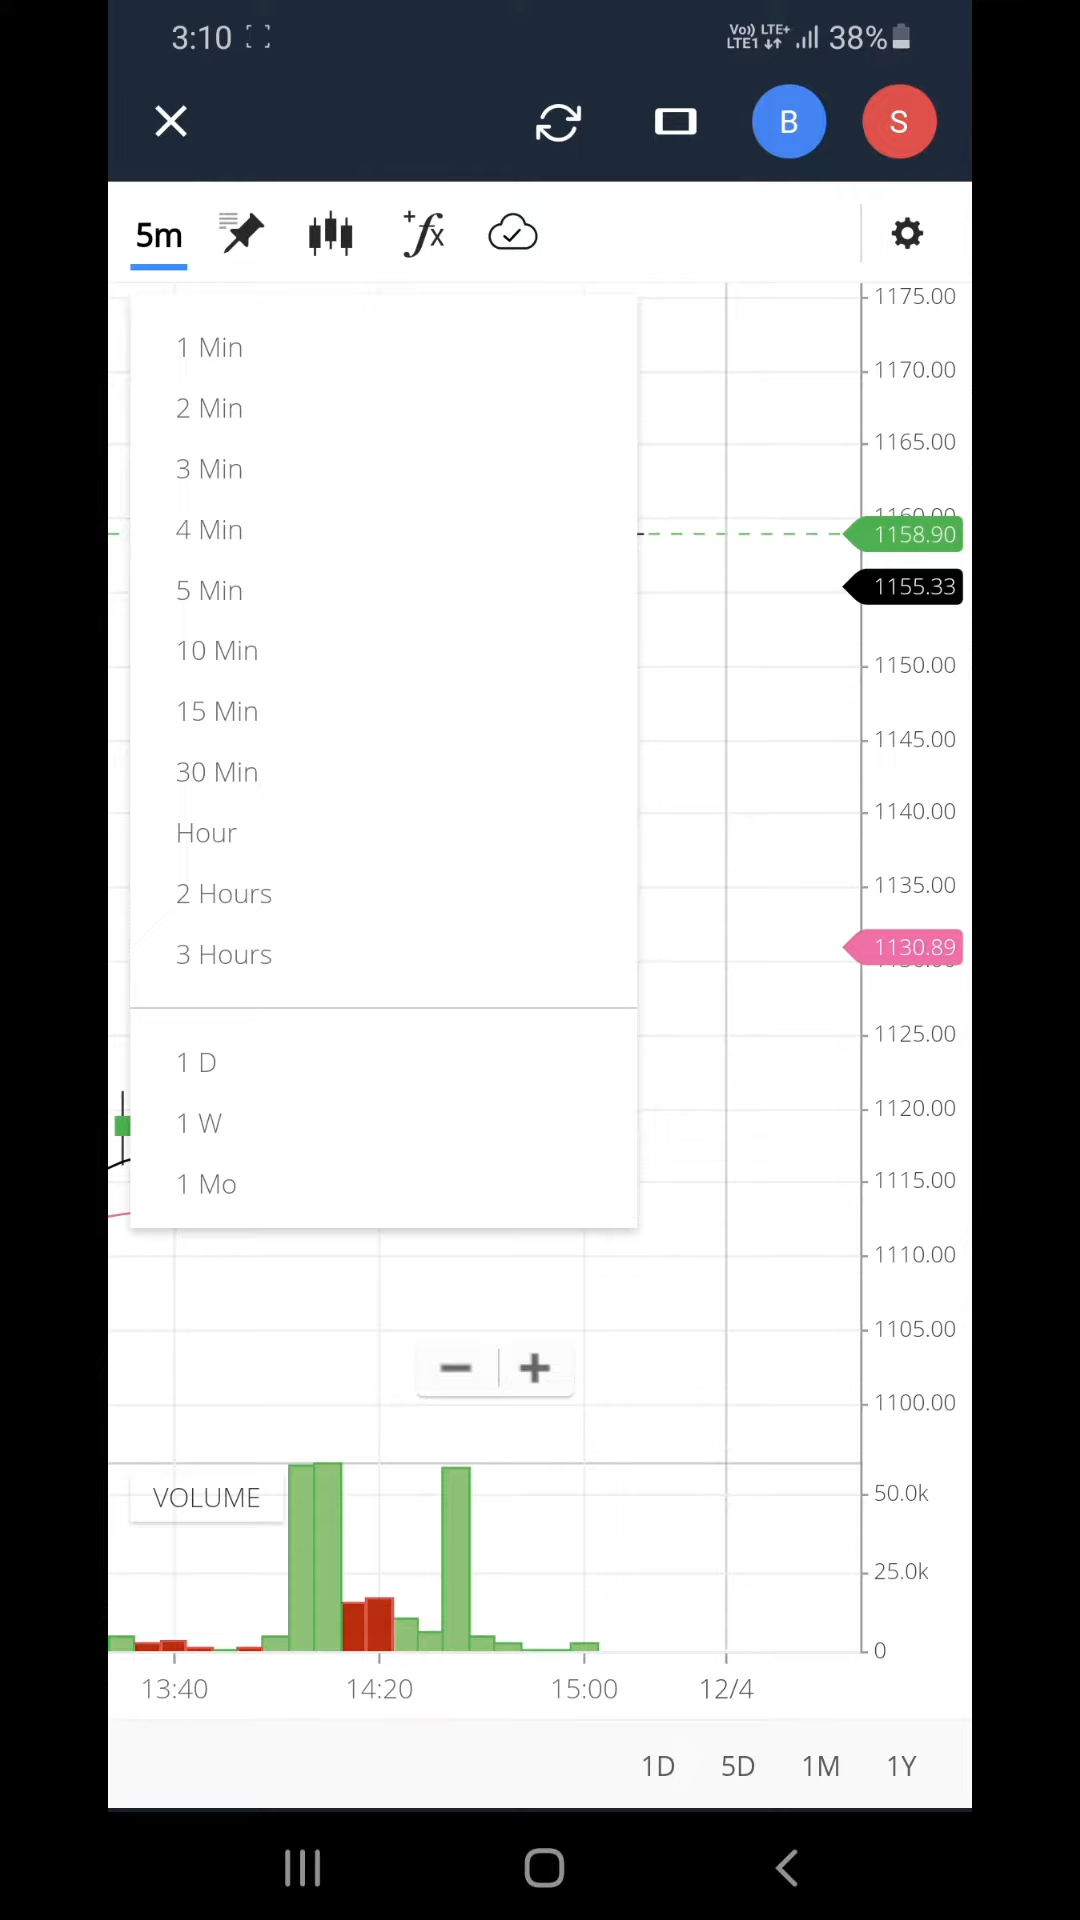 3:10
Vo)) LTE+
LTE1
38%
B
S
5m
+fx
1 Min
2 Min
3 Min
4 Min
5 Min
10 Min
15 Min
30 Min
Hour
2 Hours
3 Hours
1 D
1 W
1 Mo
1175.00
1170.00
1165.00
1158.90
1155.33
1150.00
1145.00
1140.00
1135.00
1130.89
1125.00
1120.00
1115.00
1110.00
1105.00
1100.00
VOLUME
50.0k
25.0k
0
13:40
14:20
15:00
12/4
1D
5D
1M
1Y